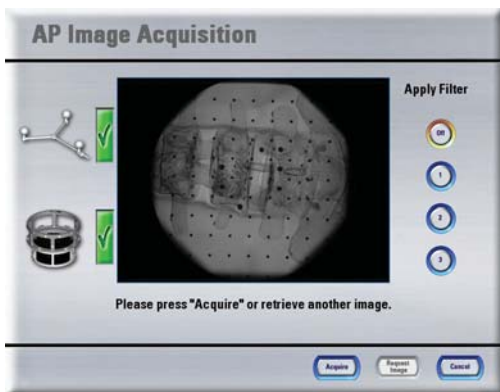 AP Image Acquisition
Apply Filter
Off
1
2
3
Please press "Acquire" or retrieve another image.
Acquire
Request
Image
Cancel